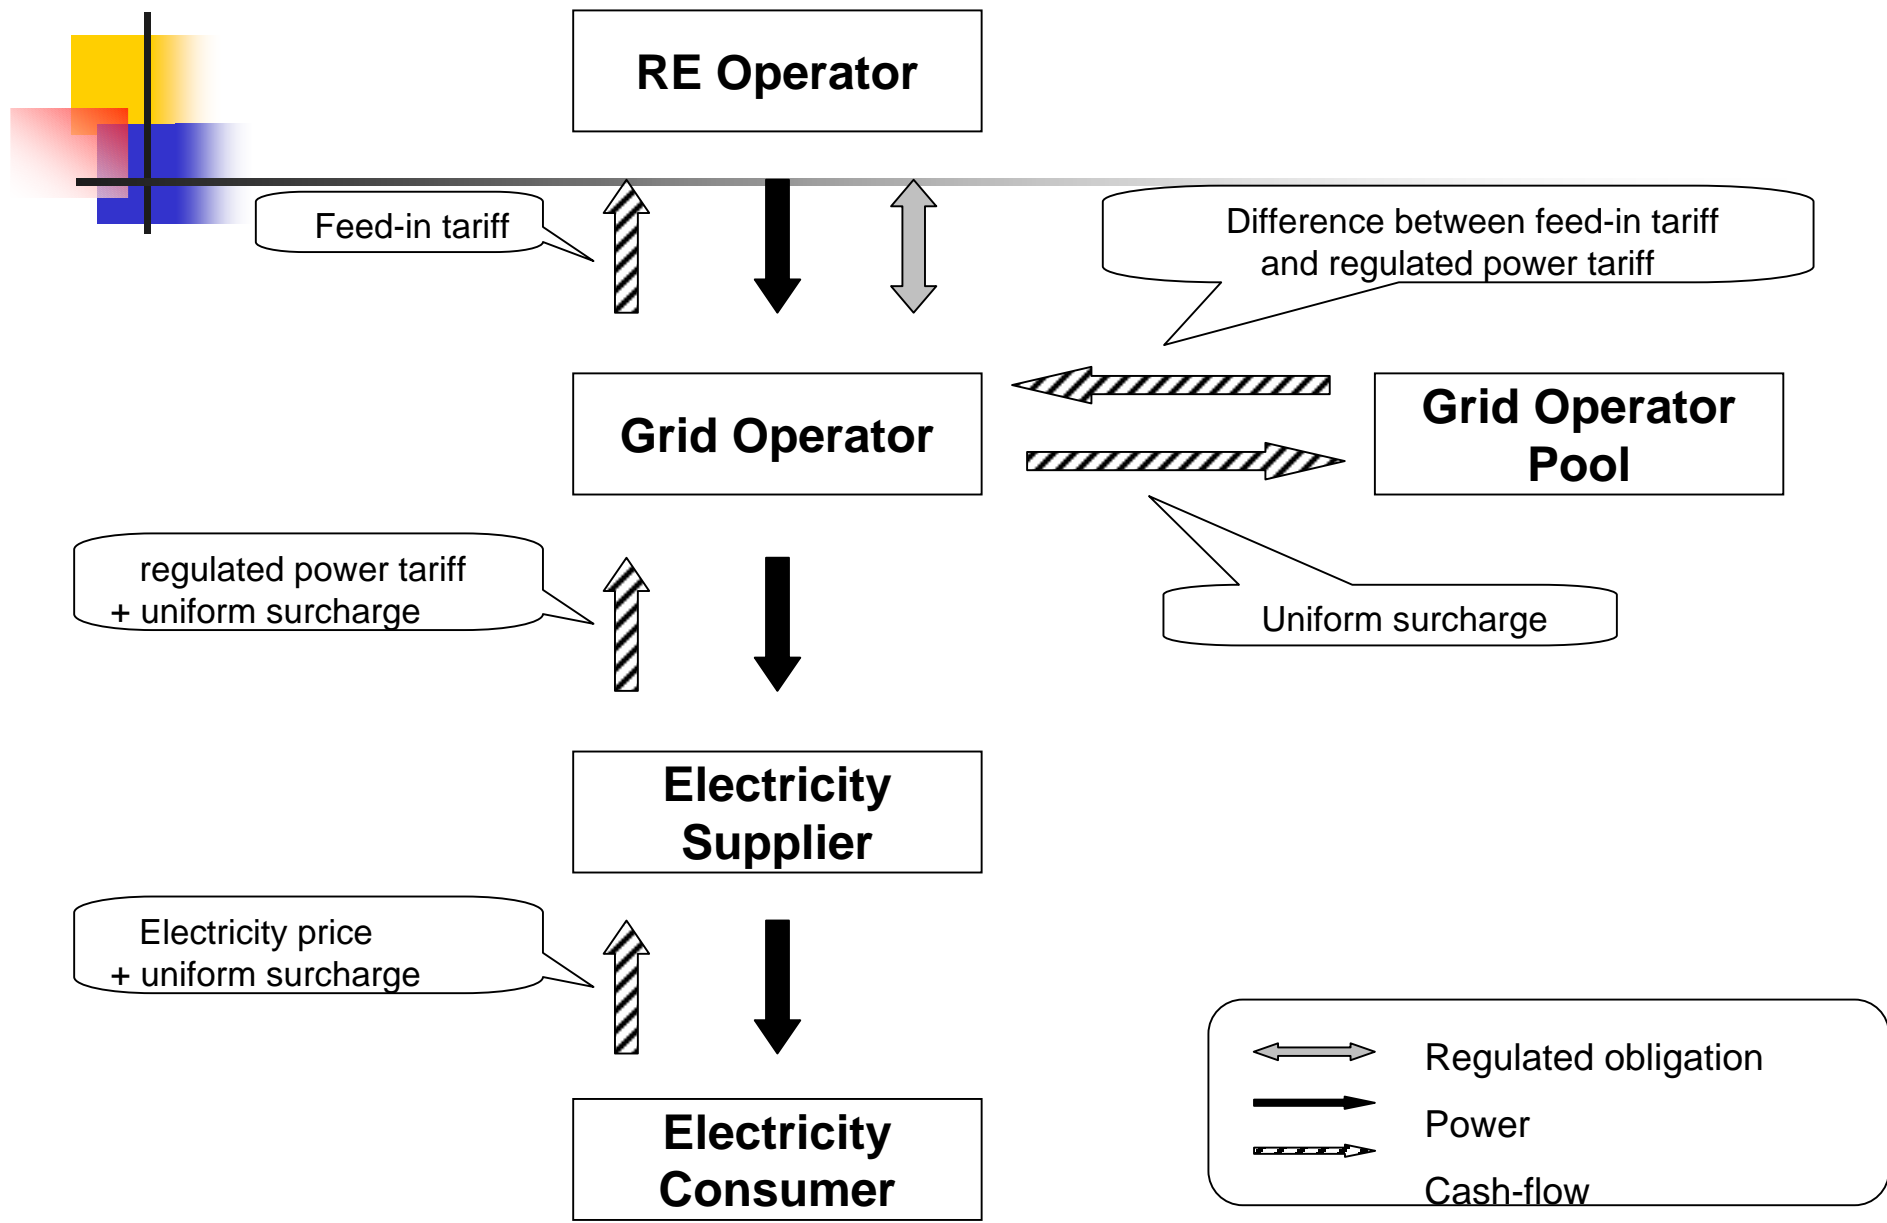 RE Operator
Feed-in tariff
Difference between feed-in tariff
and regulated power tariff
Grid Operator
Grid Operator
Pool
regulated power tariff
+ uniform surcharge
Uniform surcharge
Electricity
Supplier
Electricity price
+ uniform surcharge
Regulated obligation
Power
Cash-flow
Electricity
Consumer